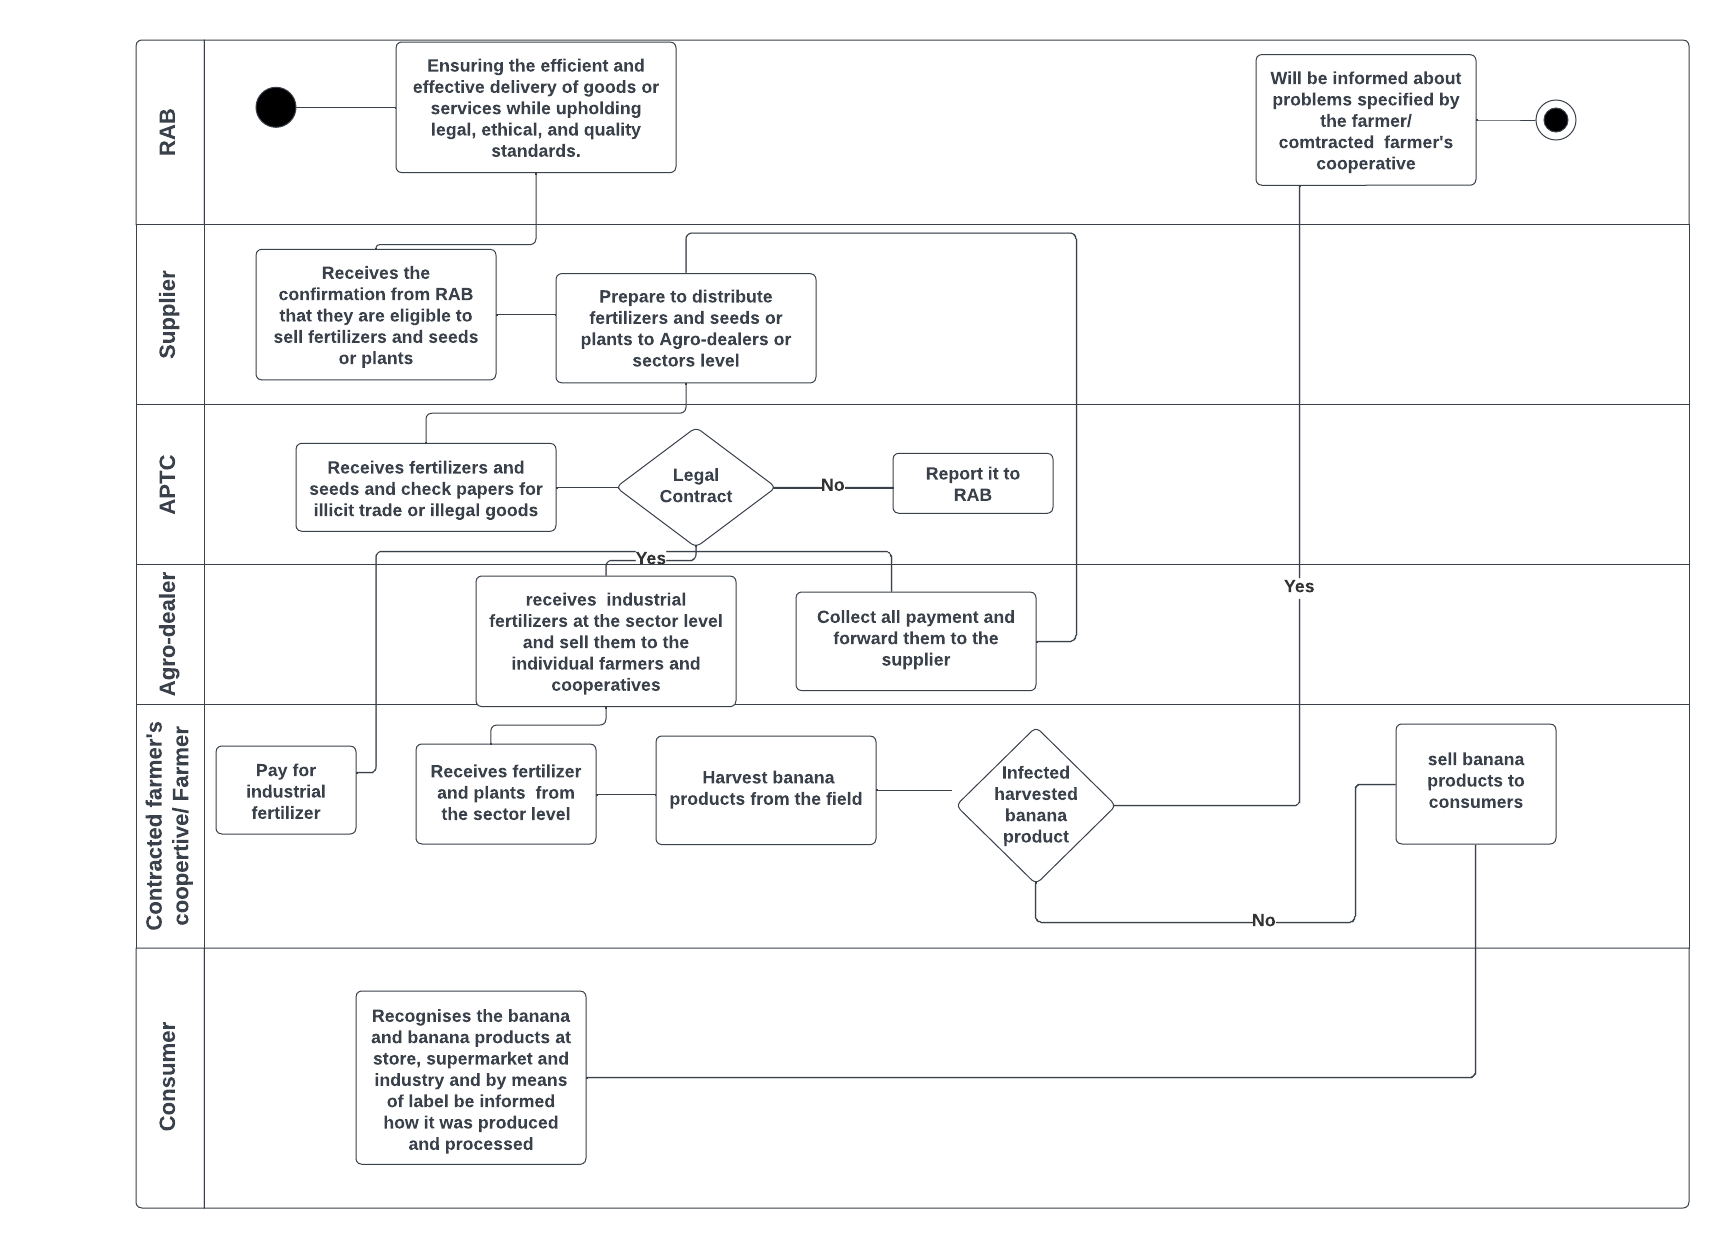 RAB
Ensuring the efficient and
effective delivery of goods or
services while upholding
legal, ethical, and quality
standards.
Will be informed about
problems specified by
the farmer/
comtracted farmer's
cooperative
Supplier
Receives the
confirmation from RAB
that they are eligible to
sell fertilizers and seeds
or plants
Prepare to distribute
fertilizers and seeds or
plants to Agro-dealers or
sectors level
APTC
Receives fertilizers and
seeds and check papers for
illicit trade or illegal goods
Legal
Contract
No
Report it to
RAB
Yes
Agro-dealer
receives industrial
fertilizers at the sector level
and sell them to the
individual farmers and
cooperatives
Collect all payment and
forward them to the
supplier
Yes
Contracted farmer's
coopertive/ Farmer
Pay for
industrial
fertilizer
Receives fertilizer
and plants from
the sector level
Harvest banana
products from the field
Infected
harvested
banana
product
sell banana
products to
consumers
No
Consumer
Recognises the banana
and banana products at
store, supermarket and
industry and by means
of label be informed
how it was produced
and processed